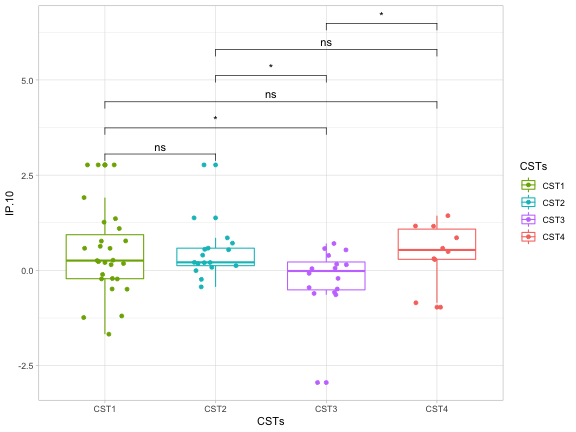 *
ns
*
ns
*
ns
5.0
2.5
0.0
-2.5
IP.10
CST1 CST2 CST3 CST4
CSTs
CSTs
CST1
CST2
CST3
CST4